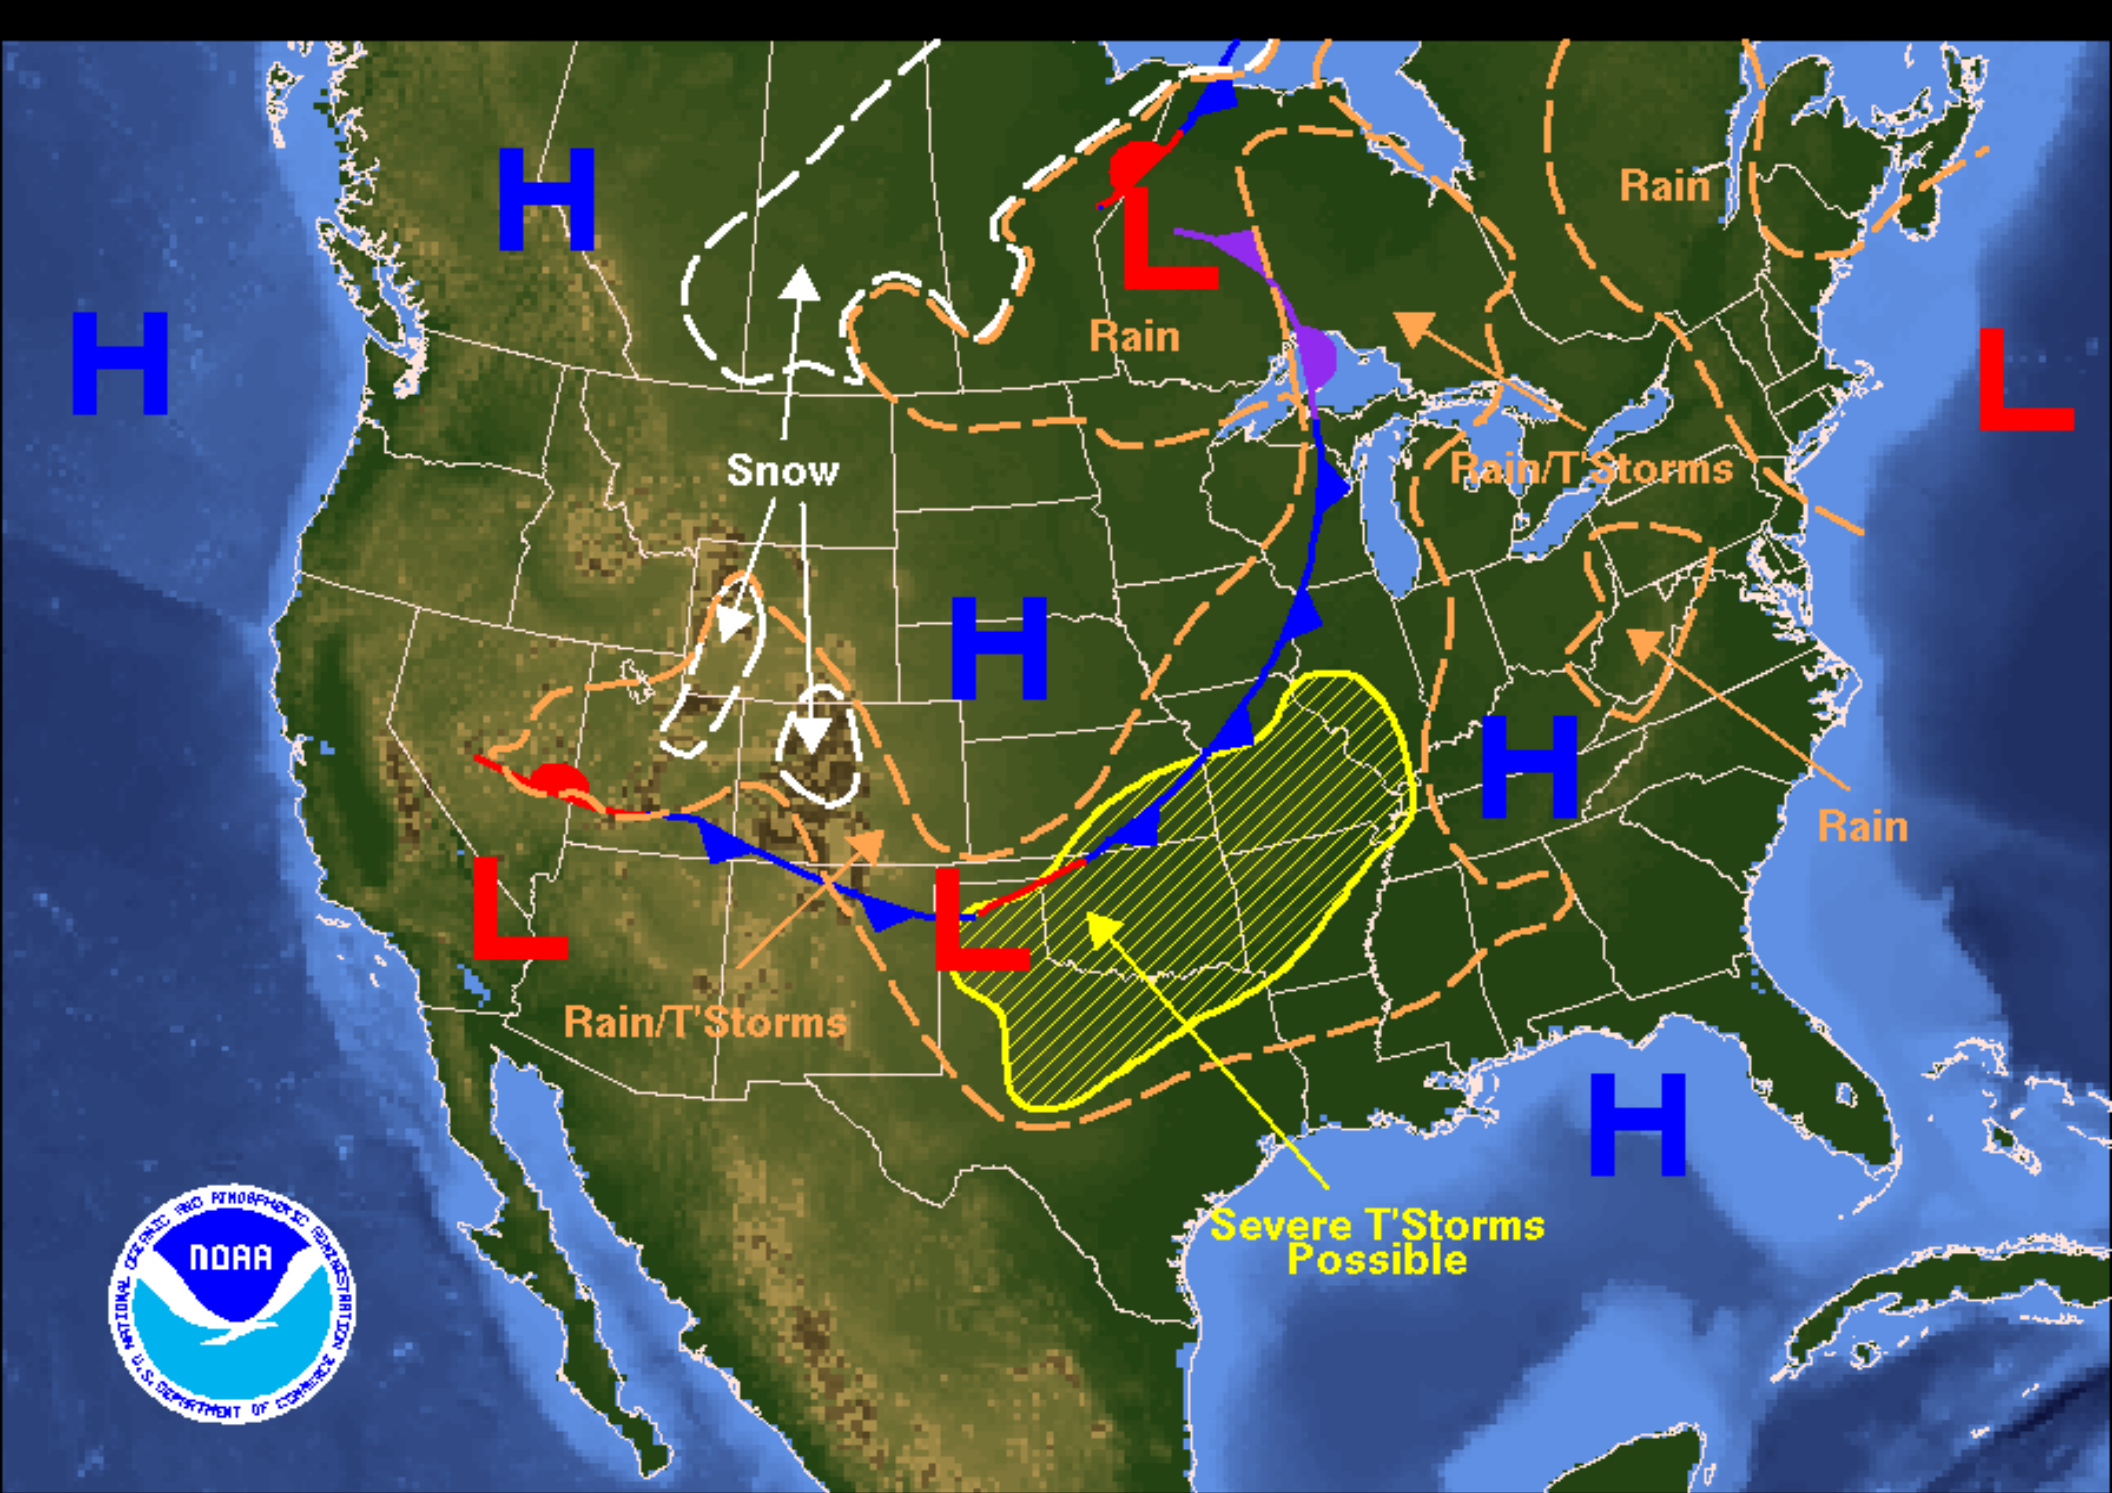 H
Rain
L
H
L
Rain
Snow
Rain/T'Storms
H
H
Rain
L
L
Rain/T'Storms
H
Severe T'Storms
Possible
NATIONAL OCEANIC AND ATMOSPHERIC ADMINISTRATION
NOAA
U.S. DEPARTMENT OF COMMERCE